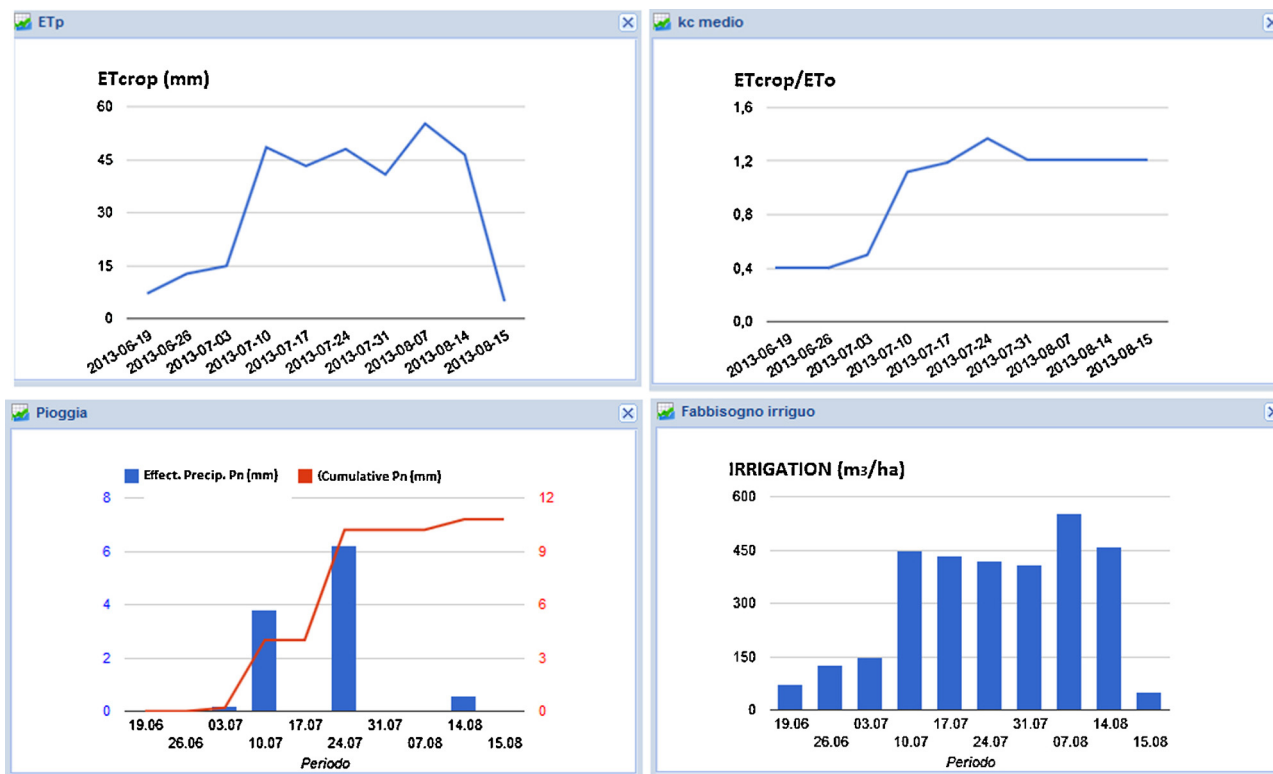 ETp
ETcrop (mm)
60
45
30
15
0
2013-06-19
2013-06-26
2013-07-03
2013-07-10
2013-07-17
2013-07-24
2013-07-31
2013-08-07
2013-08-14
2013-08-15
kc medio
ETcrop/ETo
1,6
1,2
0,8
0,4
0,0
2013-06-19
2013-06-26
2013-07-03
2013-07-10
2013-07-17
2013-07-24
2013-07-31
2013-08-07
2013-08-14
2013-08-15
Pioggia
Effect. Precip. Pn (mm) (Cumulative Pn (mm)
8 12
6 9
4 6
2 3
0 0
19.06 03.07 17.07 31.07 14.08
26.06 10.07 24.07 07.08 15.08
Periodo
Fabbisogno irriguo
IRRIGATION (m3/ha)
600
450
300
150
0
19.06 03.07 17.07 31.07 14.08
26.06 10.07 24.07 07.08 15.08
Periodo